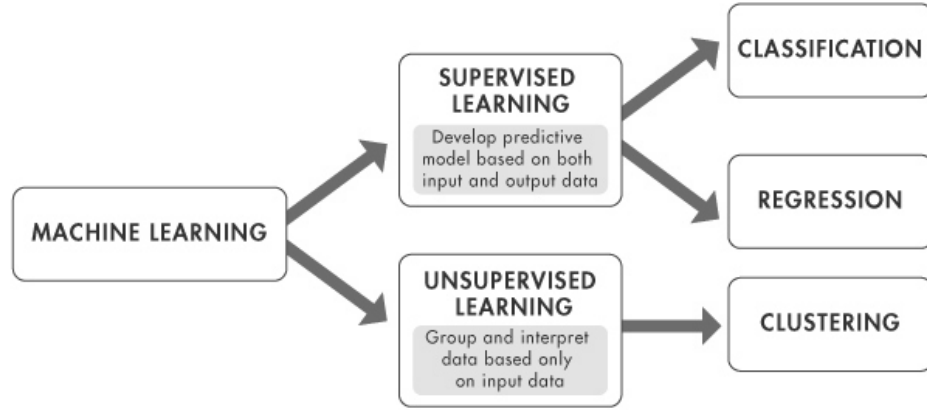 MACHINE LEARNING
SUPERVISED
LEARNING
Develop predictive
model based on both
input and output data
UNSUPERVISED
LEARNING
Group and interpret
data based only
on input data
CLASSIFICATION
REGRESSION
CLUSTERING